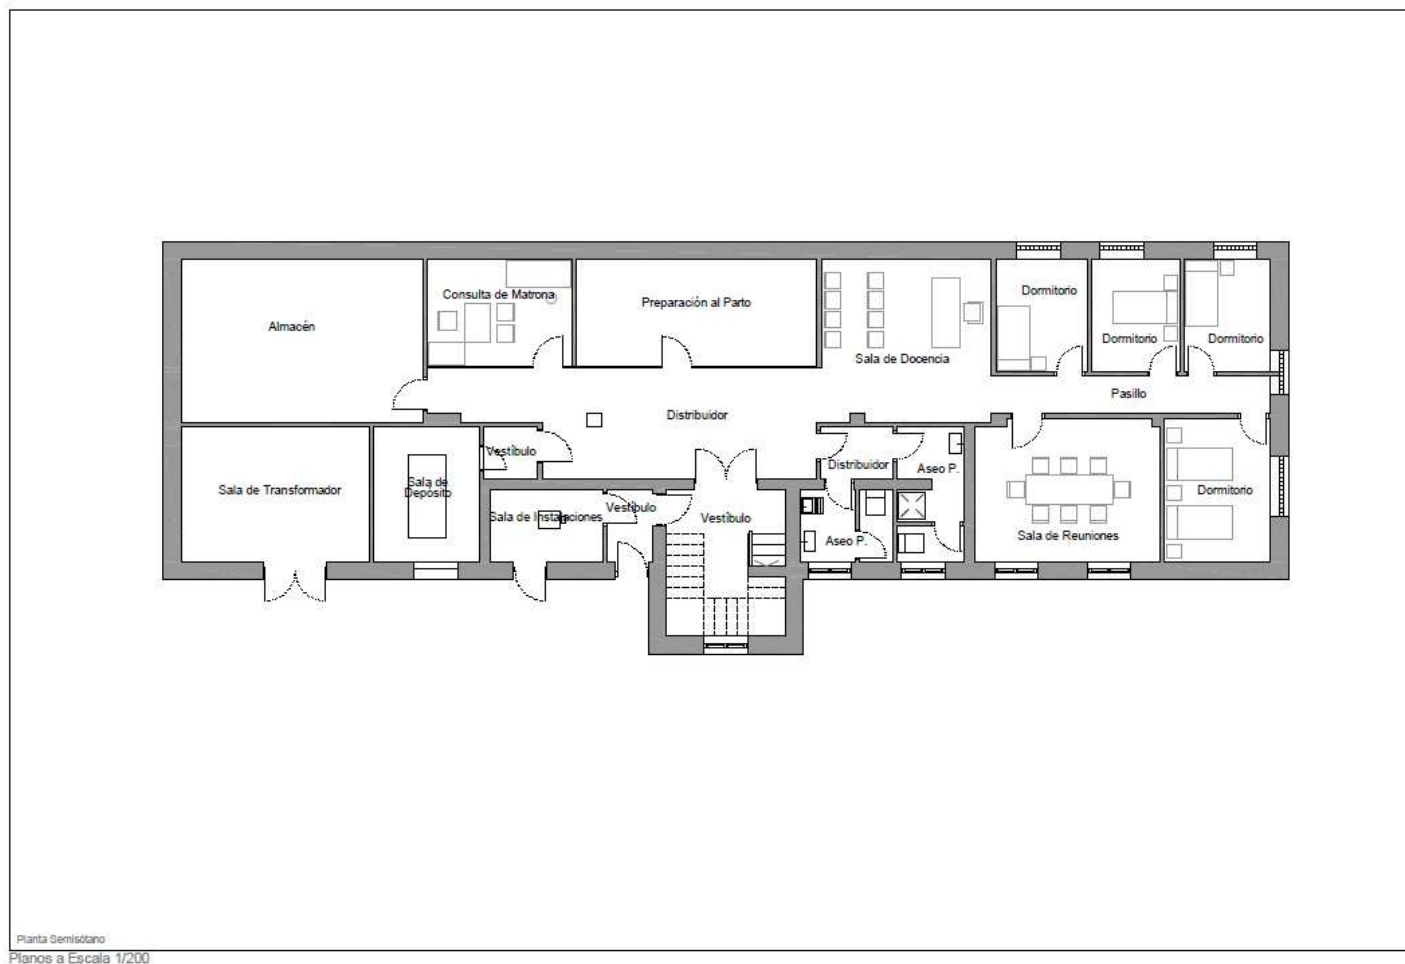 Consulta de Matrona
Preparación al Parto
Almacén
Sala de Docencia
Dormitorio
Dormitorio
Dormitorio
Pasillo
Distribuidor
Vestíbulo
Distribuidor
Aseo P.
Sala de Transformador
Sala de
Depósito
Dormitorio
Sala de Instalaciones
Vestíbulo
Vestíbulo
Aseo P.
Sala de Reuniones
Planta Semisótano
Planos a Escala 1/200